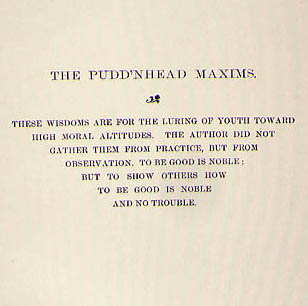 THE PUDD'NHEAD MAXIMS.
THESE WISDOMS ARE FOR THE LURING OF YOUTH TOWARD
HIGH MORAL ALTITUDES. THE AUTHOR DID NOT
GATHER THEM FROM PRACTICE, BUT FROM
OBSERVATION. TO BE GOOD IS NOBLE;
BUT TO SHOW OTHERS HOW
TO BE GOOD IS NOBLE
AND NO TROUBLE.